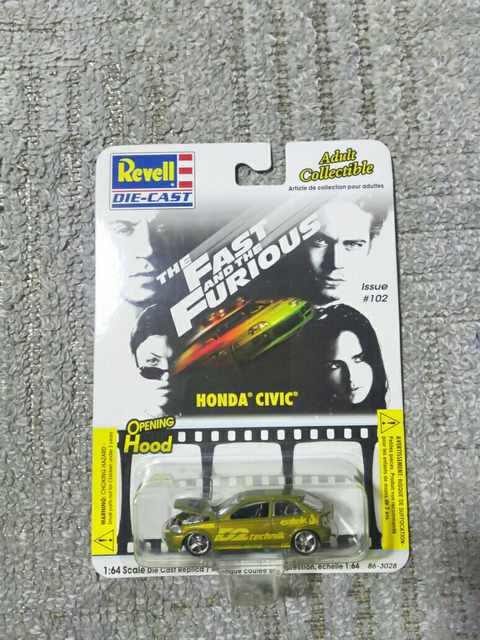 Revell
DIE-CAST
Adult
Collectible
Article de collection pour adultes
THE
FAST
AND THE
FURIOUS
Issue
#102
HONDA® CIVIC®
OPENING
Hood
WARNING: CHOKING HAZARD
AVERTISSEMENT: RISQUE DE SUFFOCATION
technik
1:64 Scale Die Cast Replica /
échelle 1:64
86-3028